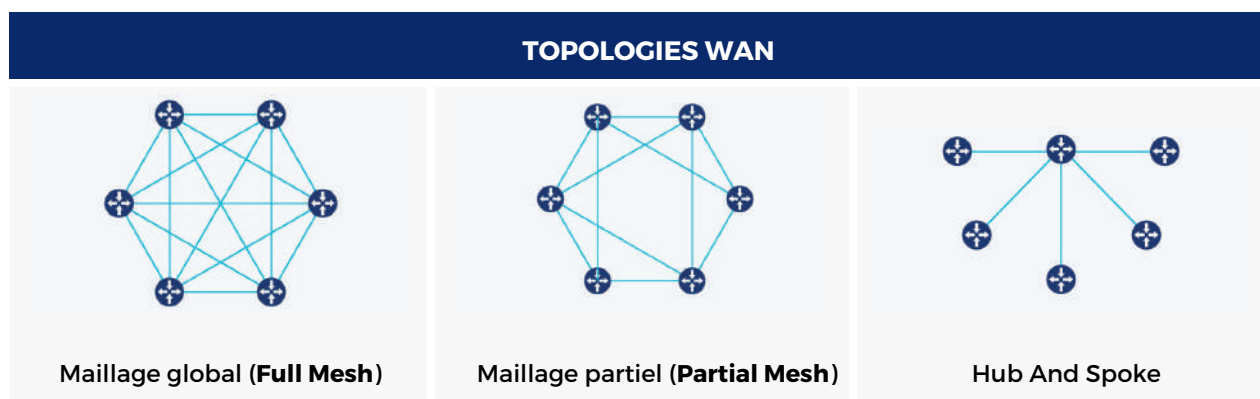 TOPOLOGIES WAN
Maillage global (Full Mesh)
Maillage partiel (Partial Mesh)
Hub And Spoke